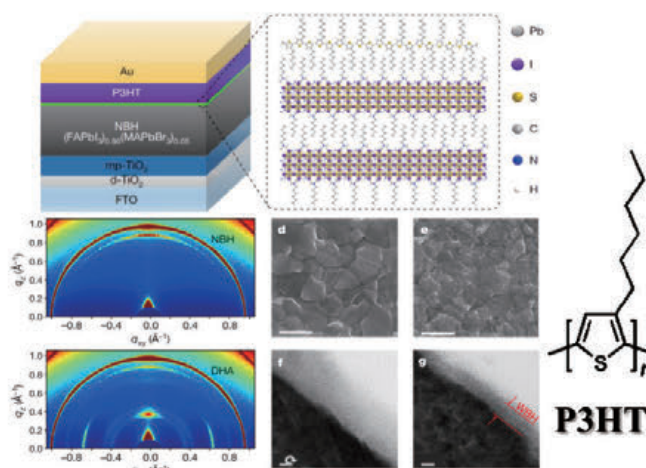 Au
P3HT
NBH
(FAPbI3)0.95(MAPbBr3)0.05
mp-TiO2
d-TiO2
FTO
Pb
I
S
C
N
H
NBH
qz (Å-1)
1.0
0.8
0.6
0.4
0.2
0.0
−0.8
−0.4
0.0
0.4
0.8
qxy (Å-1)
d
e
DHA
qz (Å-1)
1.0
0.8
0.6
0.4
0.2
0.0
−0.8
−0.4
0.0
0.4
0.8
f
g
WBH
S
n
P3HT